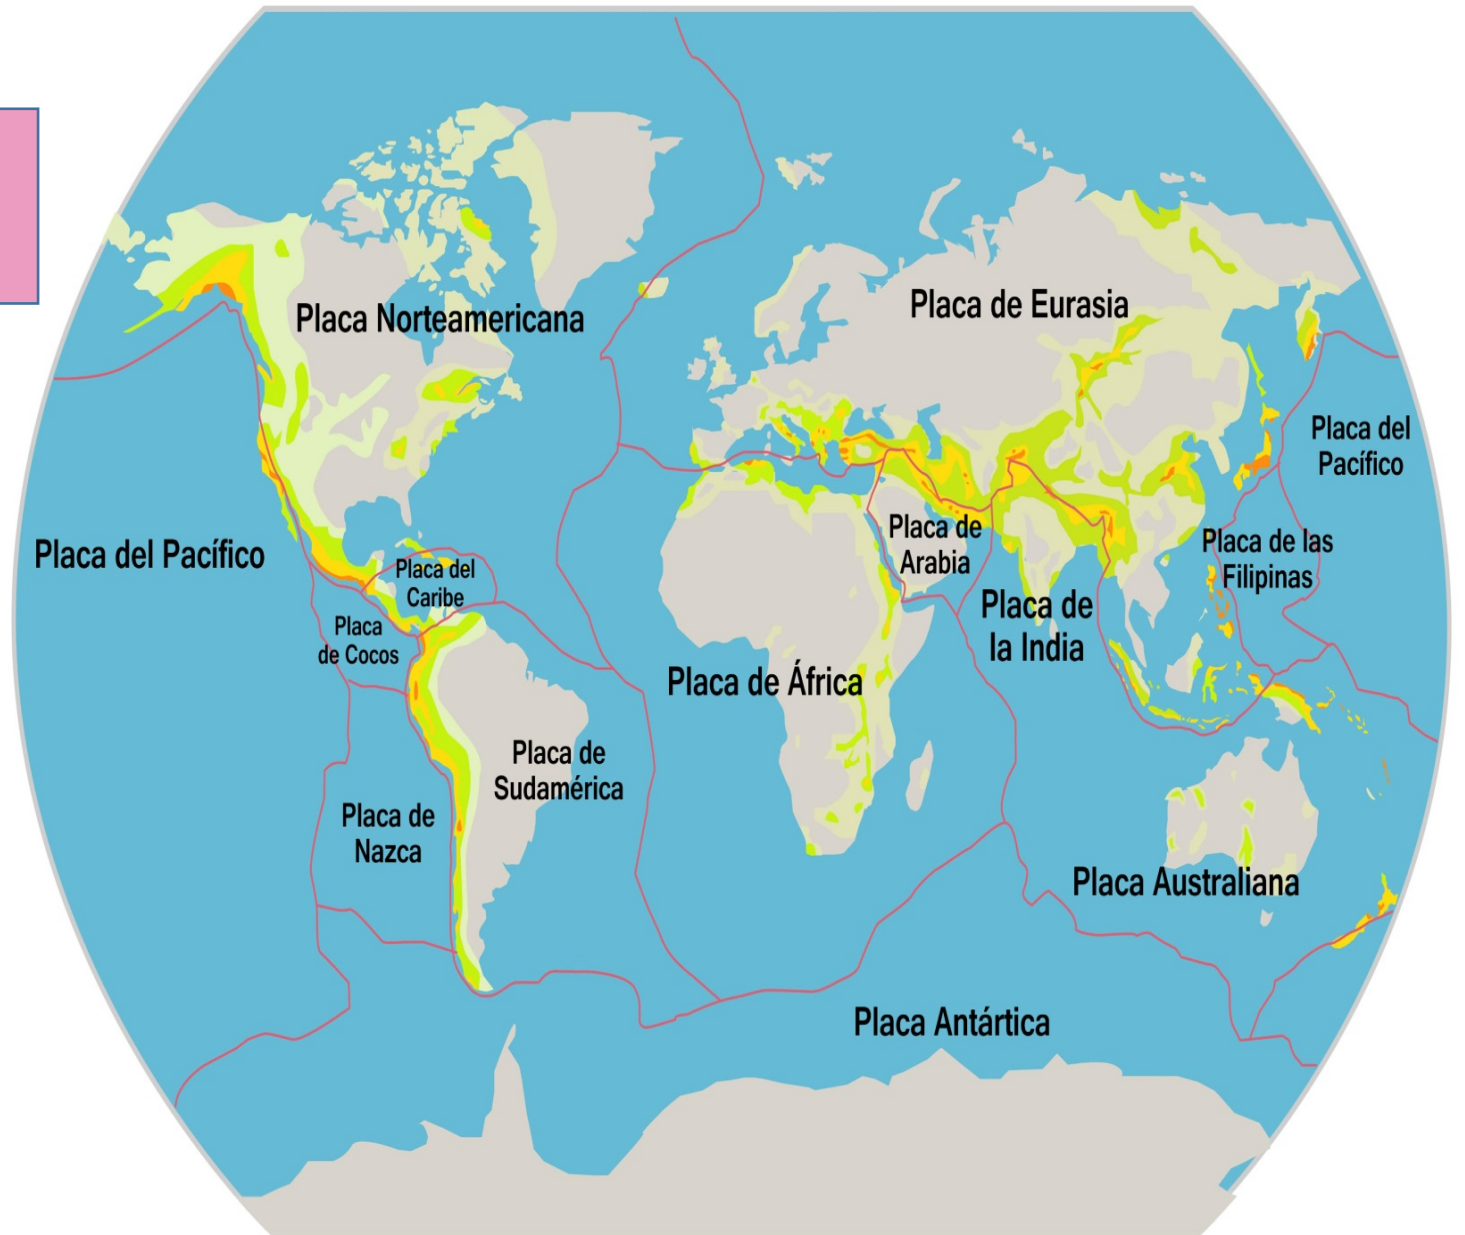 Placa Norteamericana
Placa de Eurasia
Placa del
Pacífico
Placa del Pacífico
Placa de
Arabia
Placa de las
Filipinas
Placa del
Caribe
Placa
de Cocos
Placa de
la India
Placa de África
Placa de
Sudamérica
Placa de
Nazca
Placa Australiana
Placa Antártica